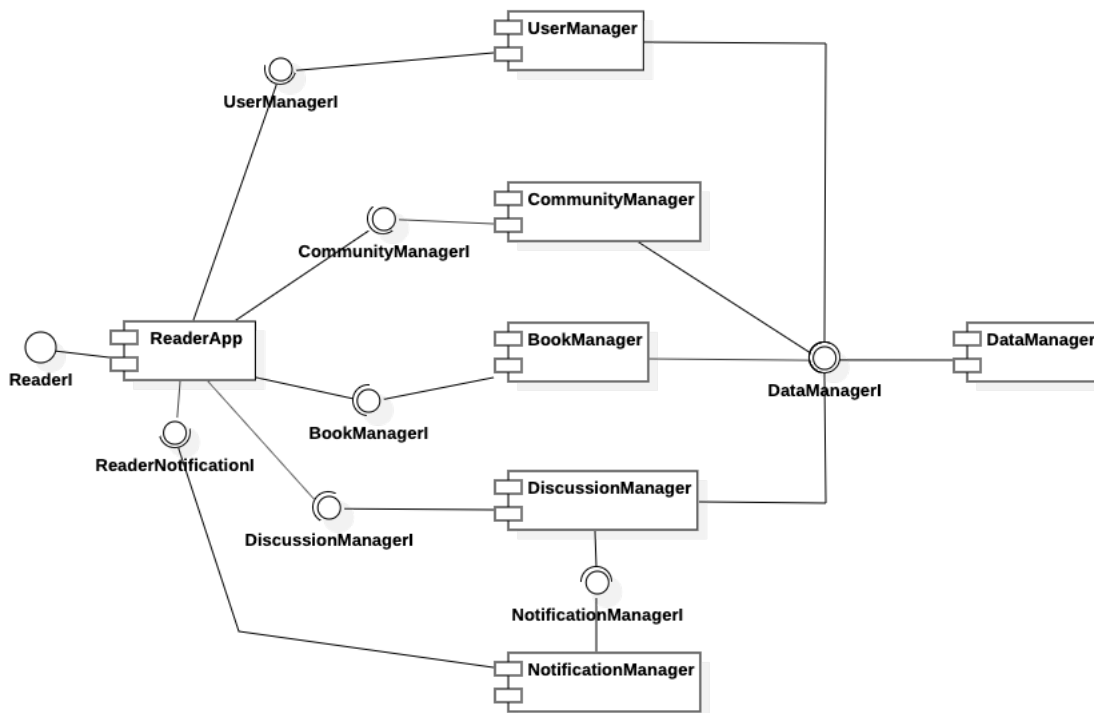 UserManager
UserManagerI
CommunityManager
CommunityManagerI
ReaderApp
BookManager
DataManager
ReaderI
DataManagerI
BookManagerI
ReaderNotificationI
DiscussionManager
DiscussionManagerI
NotificationManagerI
NotificationManager